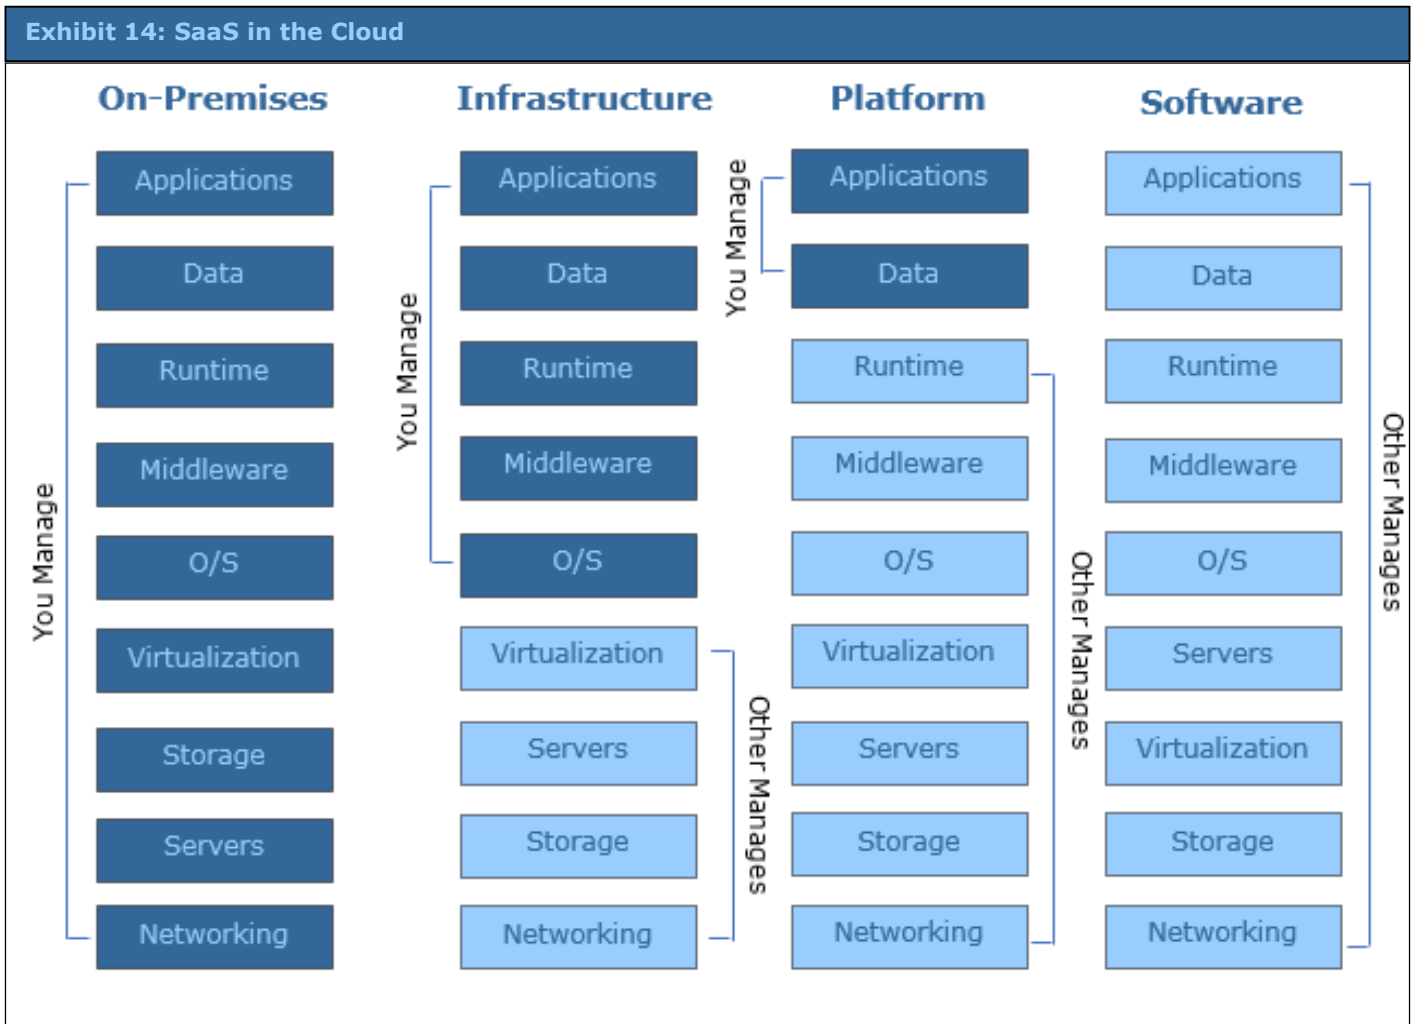 Exhibit 14: SaaS in the Cloud
On-Premises
Applications
Data
Runtime
Middleware
O/S
Virtualization
Storage
Servers
Networking
You Manage
Infrastructure
Applications
Data
Runtime
Middleware
O/S
Virtualization
Servers
Storage
Networking
You Manage
Other Manages
Platform
Applications
Data
Runtime
Middleware
O/S
Virtualization
Servers
Storage
Networking
You Manage
Other Manages
Software
Applications
Data
Runtime
Middleware
O/S
Servers
Virtualization
Storage
Networking
Other Manages